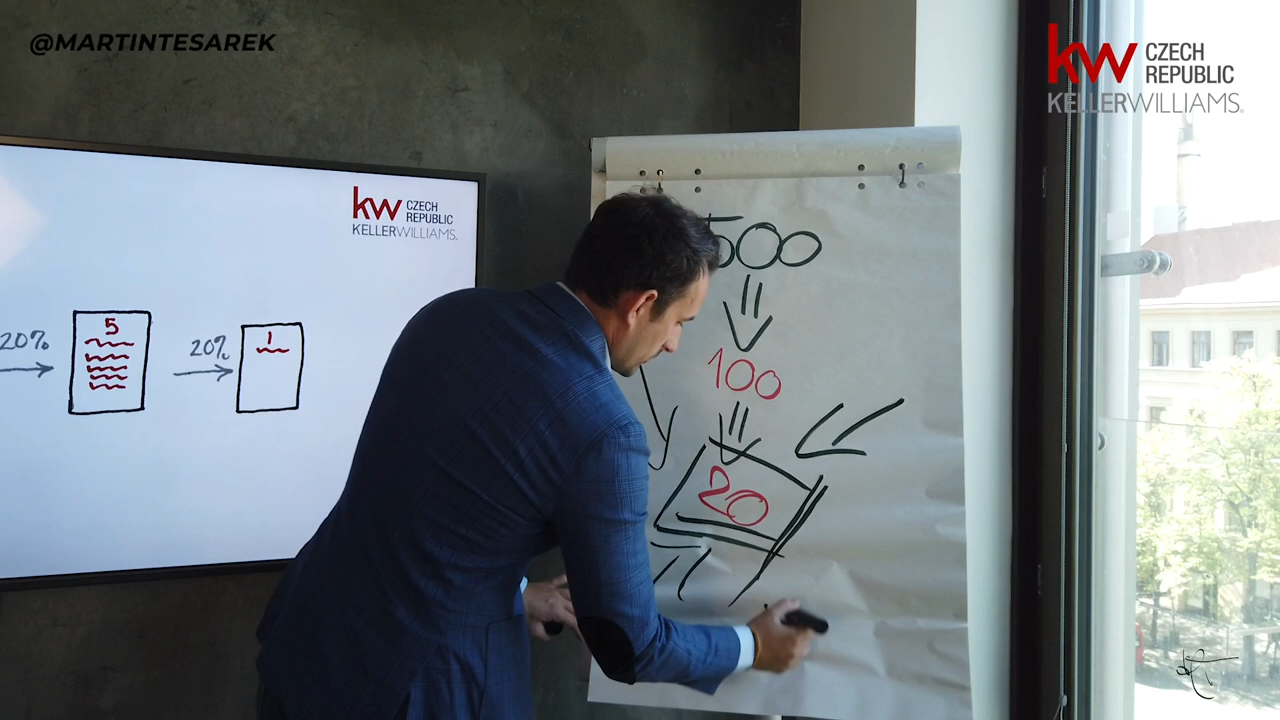 @MARTINTESAREK
kw CZECH
REPUBLIC
KELLERWILLIAMS.
kw CZECH
REPUBLIC
KELLERWILLIAMS.
20%
5
20%
1
500
100
20